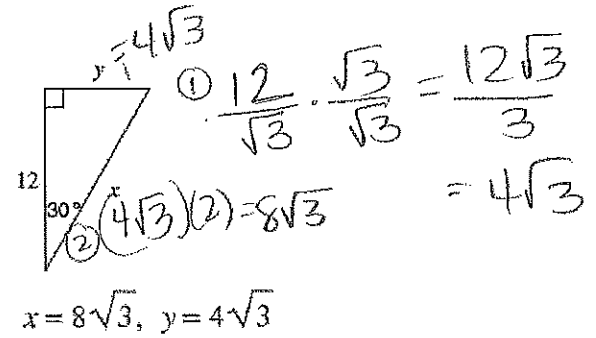 y = 4√3
① 12/√3 · √3/√3 = 12√3/3
= 4√3
12
30°
x
② (4√3)(2) = 8√3
x = 8√3, y = 4√3